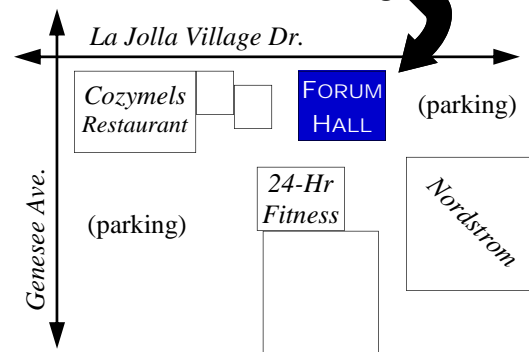 La Jolla Village Dr.
Cozymels
Restaurant
FORUM
HALL
(parking)
24-Hr
Fitness
Nordstrom
(parking)
Genesee Ave.